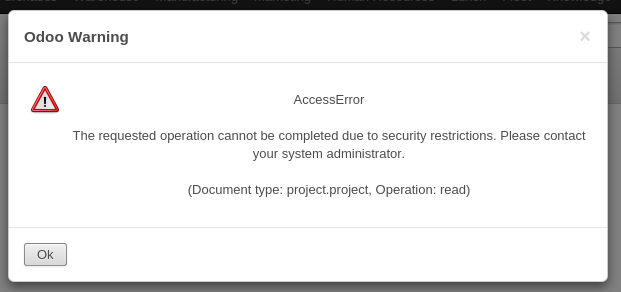 Odoo Warning
×
AccessError
The requested operation cannot be completed due to security restrictions. Please contact
your system administrator.
(Document type: project.project, Operation: read)
Ok